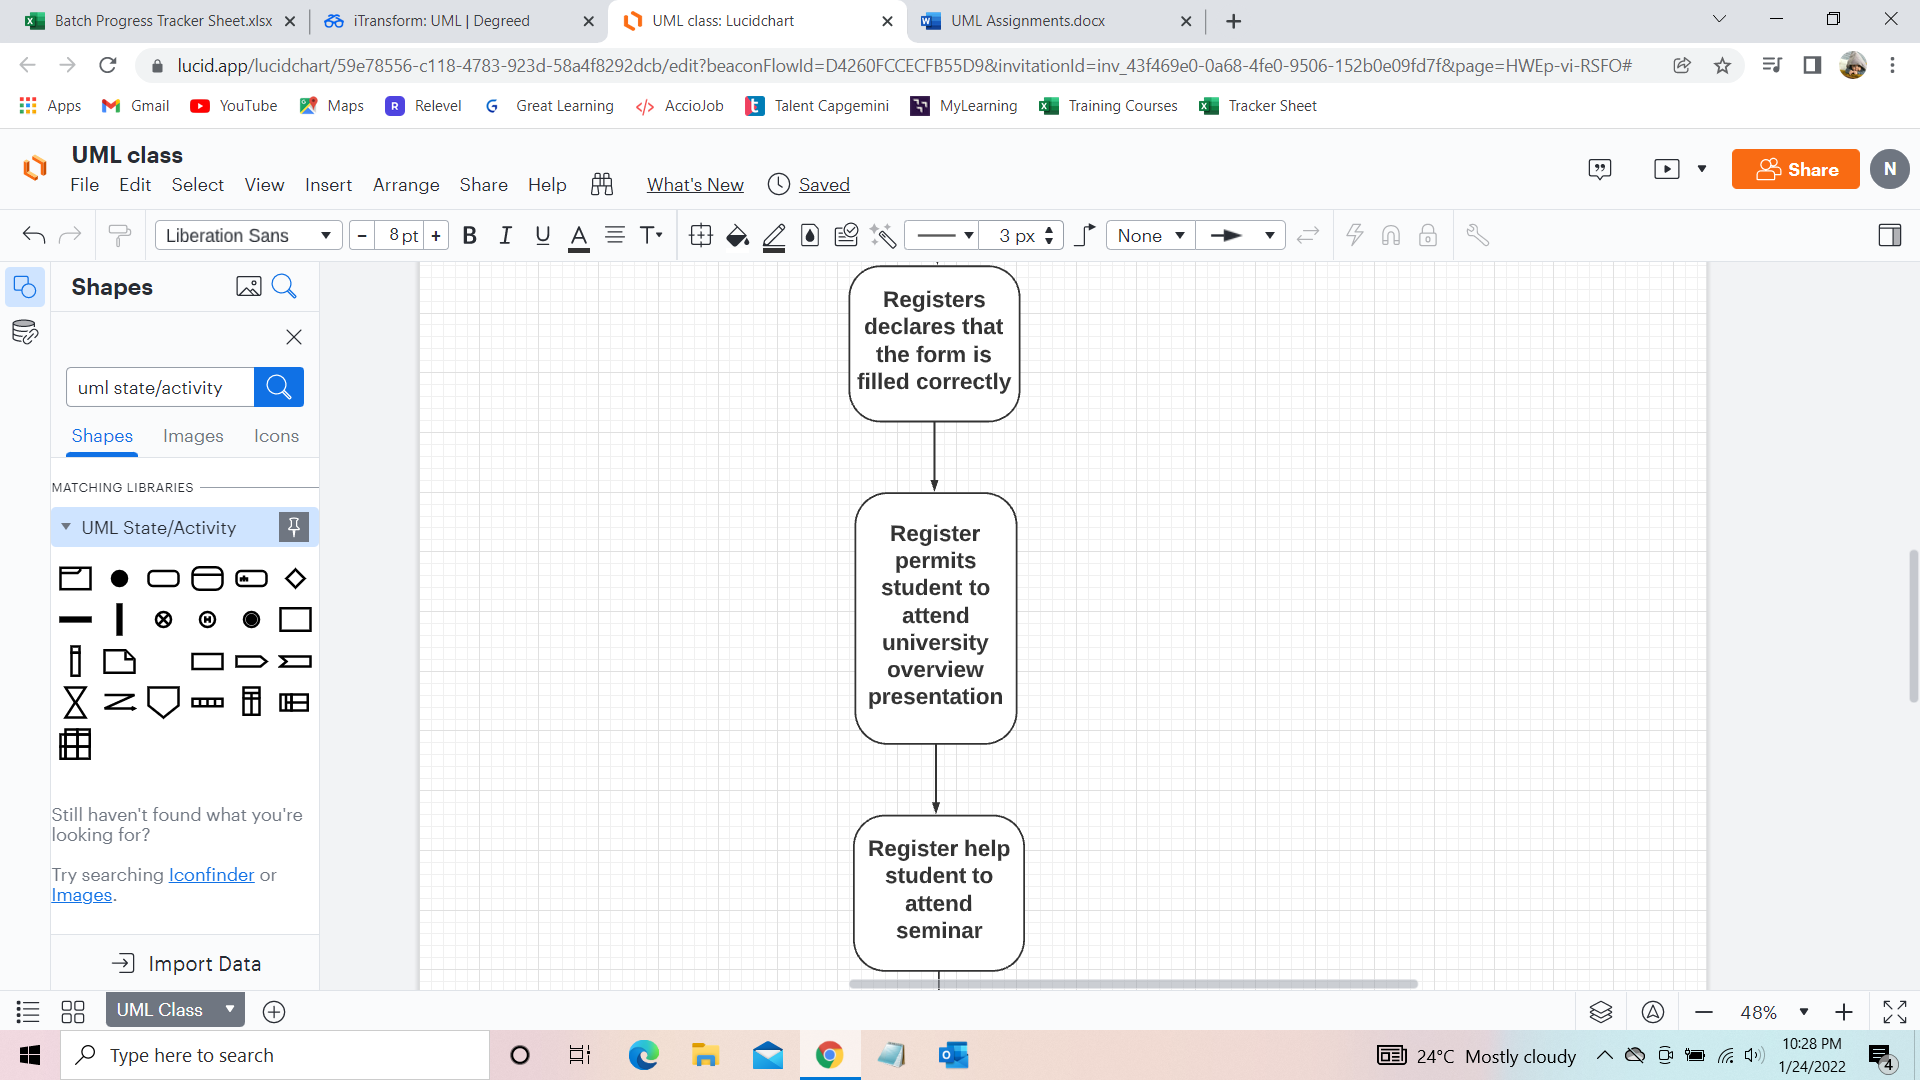 Batch Progress Tracker Sheet.xlsx
iTransform: UML | Degreed
UML class: Lucidchart
UML Assignments.docx
lucid.app/lucidchart/59e78556-c118-4783-923d-58a4f8292dcb/edit?beaconFlowId=D4260FCCECFB55D9&invitationId=inv_43f469e0-0a68-4fe0-9506-152b0e09fd7f&page=HWEp-vi-RSFO#
Apps Gmail YouTube Maps Relevel Great Learning AccioJob Talent Capgemini MyLearning Training Courses Tracker Sheet
UML class
File Edit Select View Insert Arrange Share Help What's New Saved
Share
N
Liberation Sans - 8 pt + B I U A T 3 px None
Shapes
uml state/activity
Shapes Images Icons
MATCHING LIBRARIES
UML State/Activity
Still haven't found what you're
looking for?
Try searching Iconfinder or
Images.
Import Data
Registers
declares that
the form is
filled correctly
Register
permits
student to
attend
university
overview
presentation
Register help
student to
attend
seminar
UML Class
48%
Type here to search
24°C Mostly cloudy
10:28 PM
1/24/2022
4